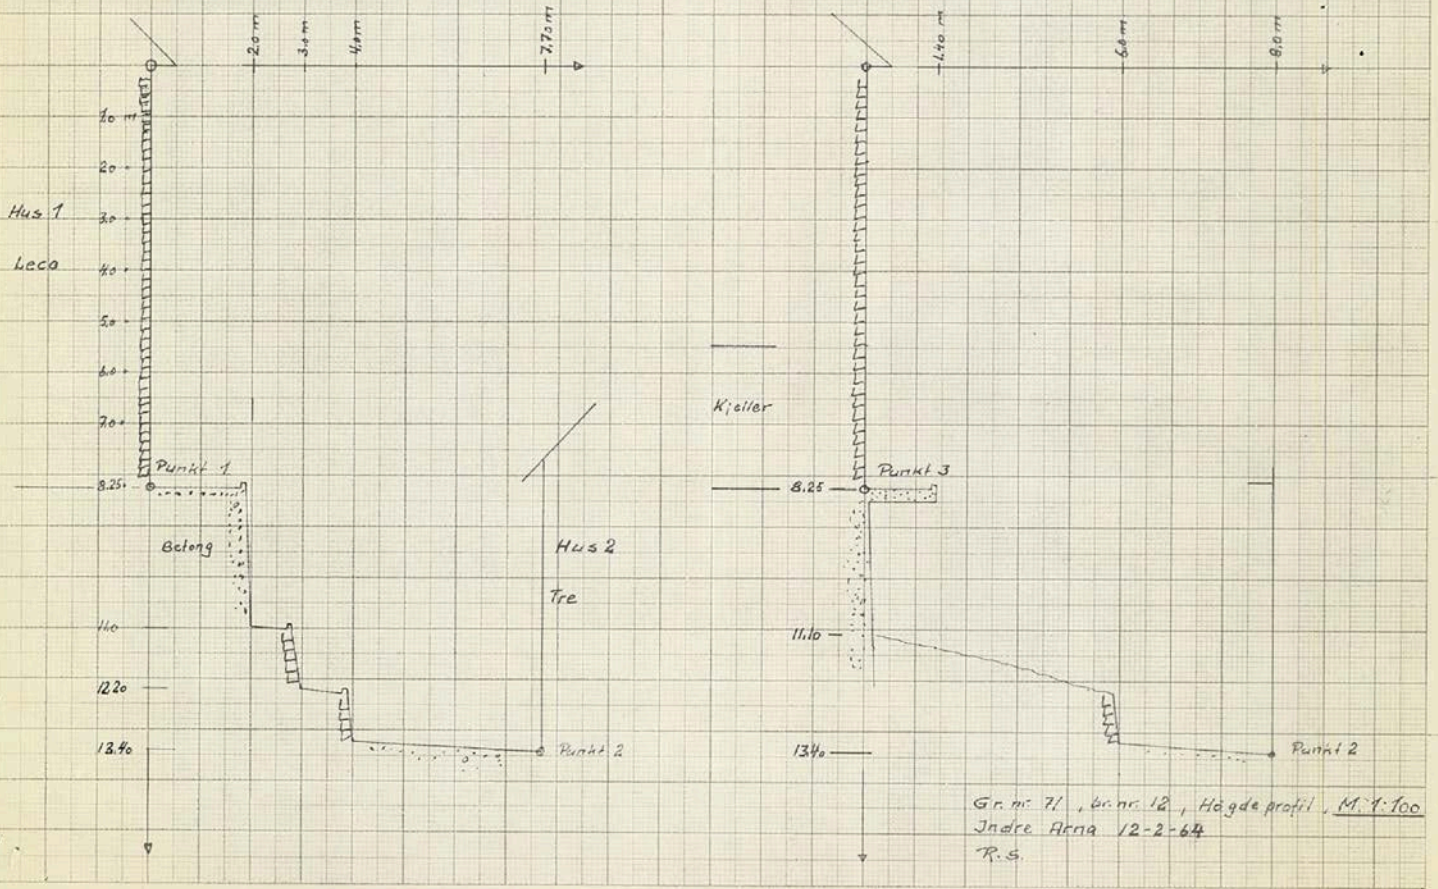 2.0 m
3.0 m
4.0 m
7.70 m
1.0 m
2.0
3.0
4.0
5.0
6.0
7.0
8.25
11.0
12.20
13.40
Hus 1
Leca
Punkt 1
Betong
Hus 2
Tre
Punkt 2
1.40 m
6.0 m
8.0 m
Kjeller
8.25
Punkt 3
11.10
13.40
Punkt 2
Gr. nr. 71, br. nr. 12, Høgde profil, M. 1:100
Indre Arna 12-2-64
R.S.